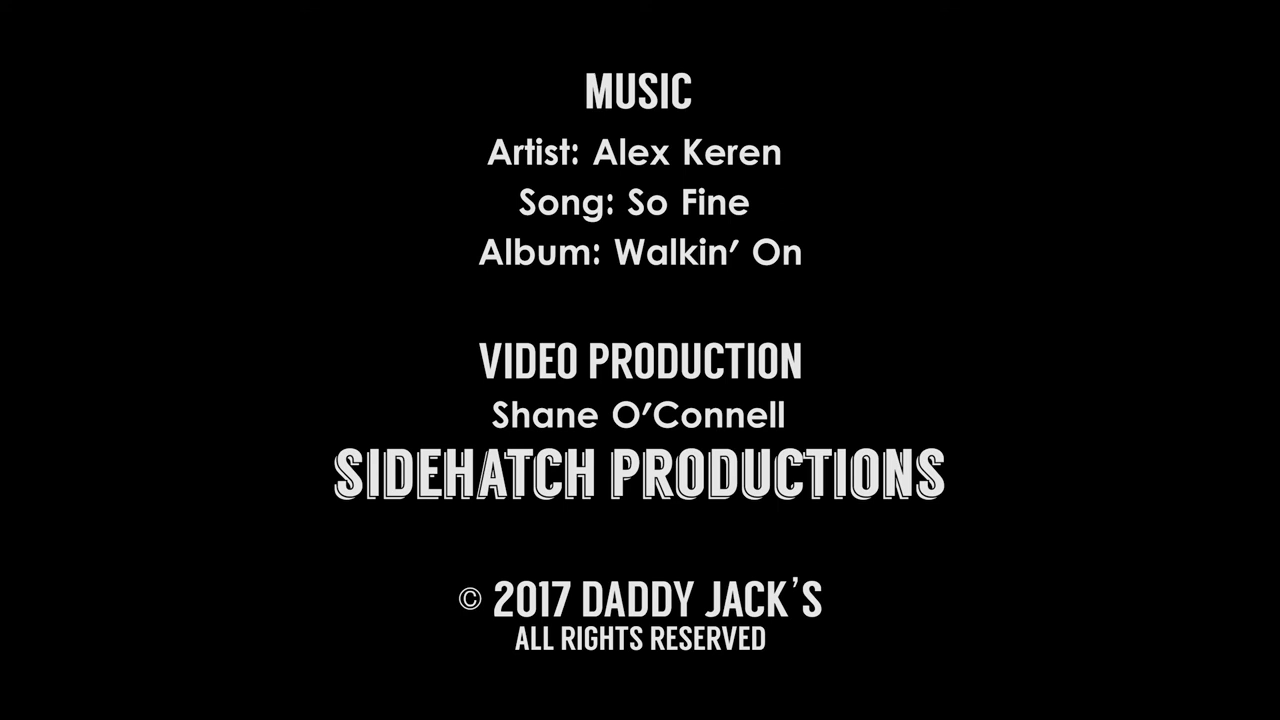 MUSIC
Artist: Alex Keren
Song: So Fine
Album: Walkin' On
VIDEO PRODUCTION
Shane O'Connell
SIDEHATCH PRODUCTIONS
© 2017 DADDY JACK'S
ALL RIGHTS RESERVED